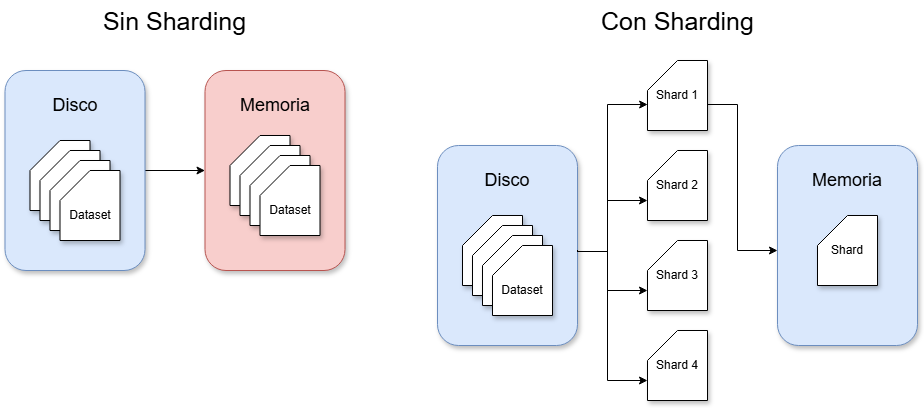 Sin Sharding
Disco
Dataset
Memoria
Dataset
Con Sharding
Disco
Dataset
Shard 1
Shard 2
Shard 3
Shard 4
Memoria
Shard